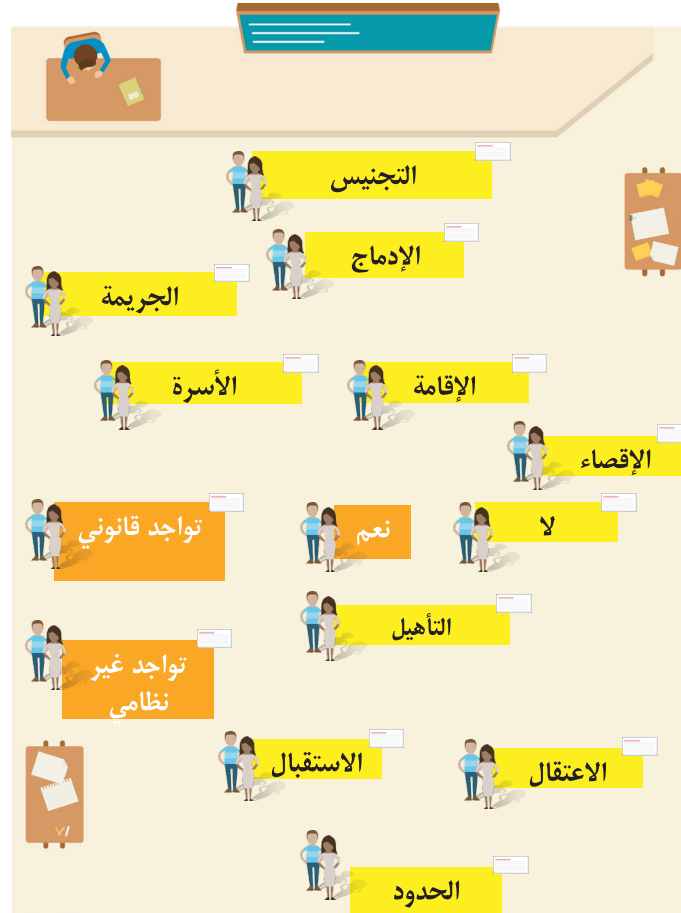 التجنيس
الإدماج
الجريمة
الإقامة
الأسرة
الإقصاء
لا
نعم
تواجد قانوني
التأهيل
تواجد غير
نظامي
الاستقبال
الاعتقال
الحدود